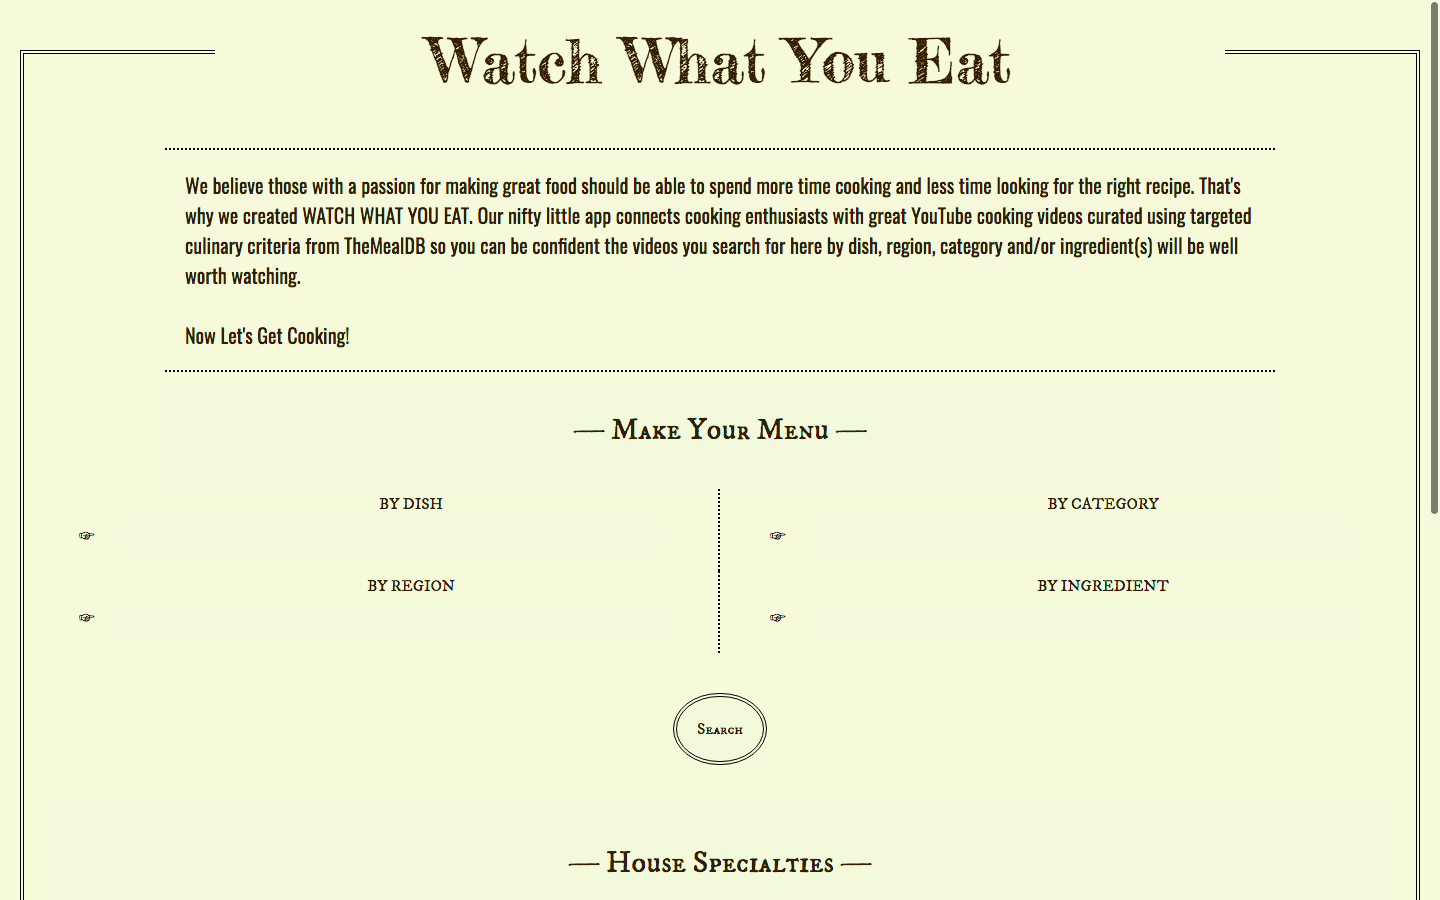 Watch What You Eat
We believe those with a passion for making great food should be able to spend more time cooking and less time looking for the right recipe. That's
why we created WATCH WHAT YOU EAT. Our nifty little app connects cooking enthusiasts with great YouTube cooking videos curated using targeted
culinary criteria from TheMealDB so you can be confident the videos you search for here by dish, region, category and/or ingredient(s) will be well
worth watching.
Now Let's Get Cooking!
— Make Your Menu —
BY DISH
☞
BY REGION
☞
BY CATEGORY
☞
BY INGREDIENT
☞
Search
— House Specialties —